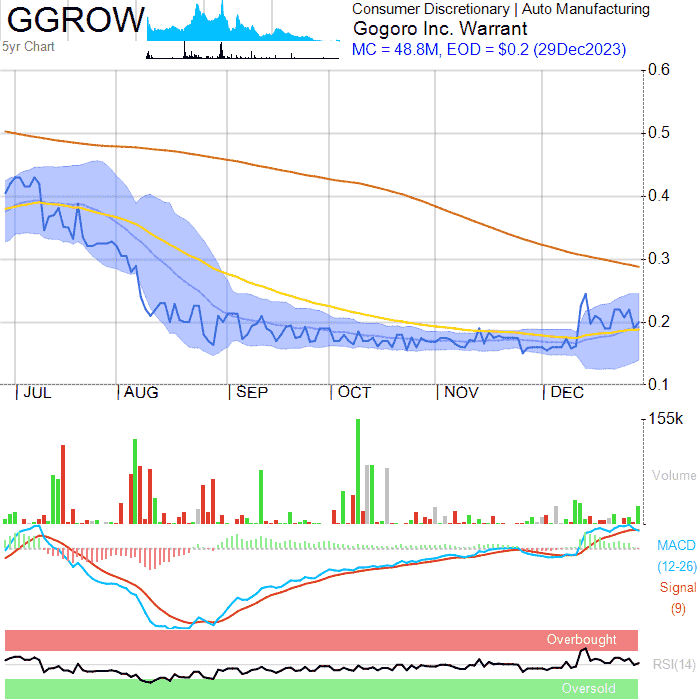 GGROW
5yr Chart
Consumer Discretionary | Auto Manufacturing
Gogoro Inc. Warrant
MC = 48.8M, EOD = $0.2 (29Dec2023)
0.6
0.5
0.4
0.3
0.2
0.1
JUL AUG SEP OCT NOV DEC
155k
Volume
MACD
(12-26)
Signal
(9)
Overbought
RSI(14)
Oversold